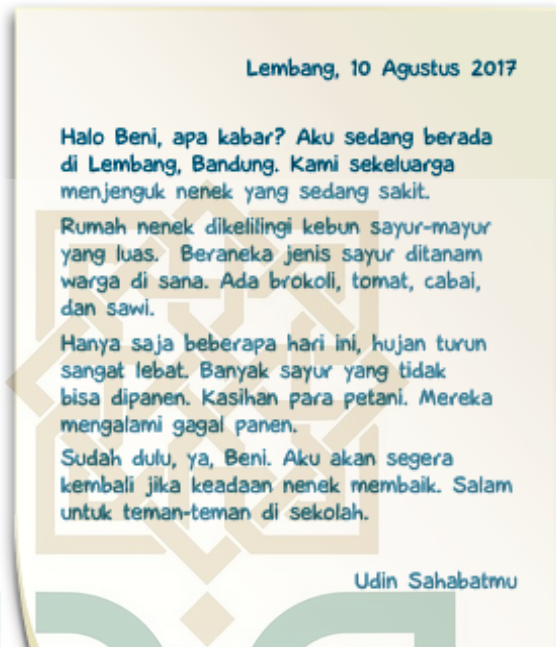 Lembang, 10 Agustus 2017
Halo Beni, apa kabar? Aku sedang berada
di Lembang, Bandung. Kami sekeluarga
menjenguk nenek yang sedang sakit.
Rumah nenek dikelilingi kebun sayur-mayur
yang luas. Beraneka jenis sayur ditanam
warga di sana. Ada brokoli, tomat, cabai,
dan sawi.
Hanya saja beberapa hari ini, hujan turun
sangat lebat. Banyak sayur yang tidak
bisa dipanen. Kasihan para petani. Mereka
mengalami gagal panen.
Sudah dulu, ya, Beni. Aku akan segera
kembali jika keadaan nenek membaik. Salam
untuk teman-teman di sekolah.
Udin Sahabatmu